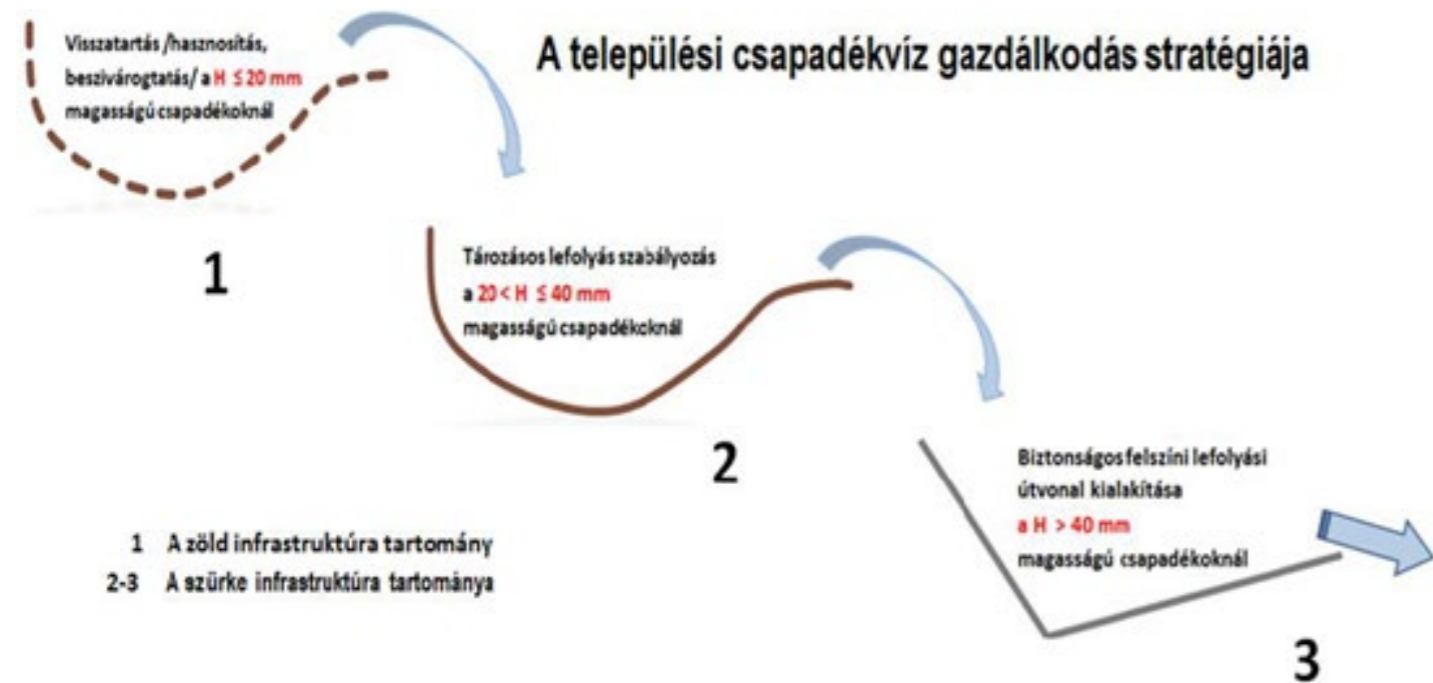 A települési csapadékvíz gazdálkodás stratégiája
Visszatartás /hasznosítás,
beszivárogtatás/ a H ≤ 20 mm
magasságú csapadékoknál
1
Tározásos lefolyás szabályozás
a 20 < H ≤ 40 mm
magasságú csapadékoknál
2
Biztonságos felszíni lefolyási
útvonal kialakítása
a H > 40 mm
magasságú csapadékoknál
3
1 A zöld infrastruktúra tartomány
2-3 A szürke infrastruktúra tartománya